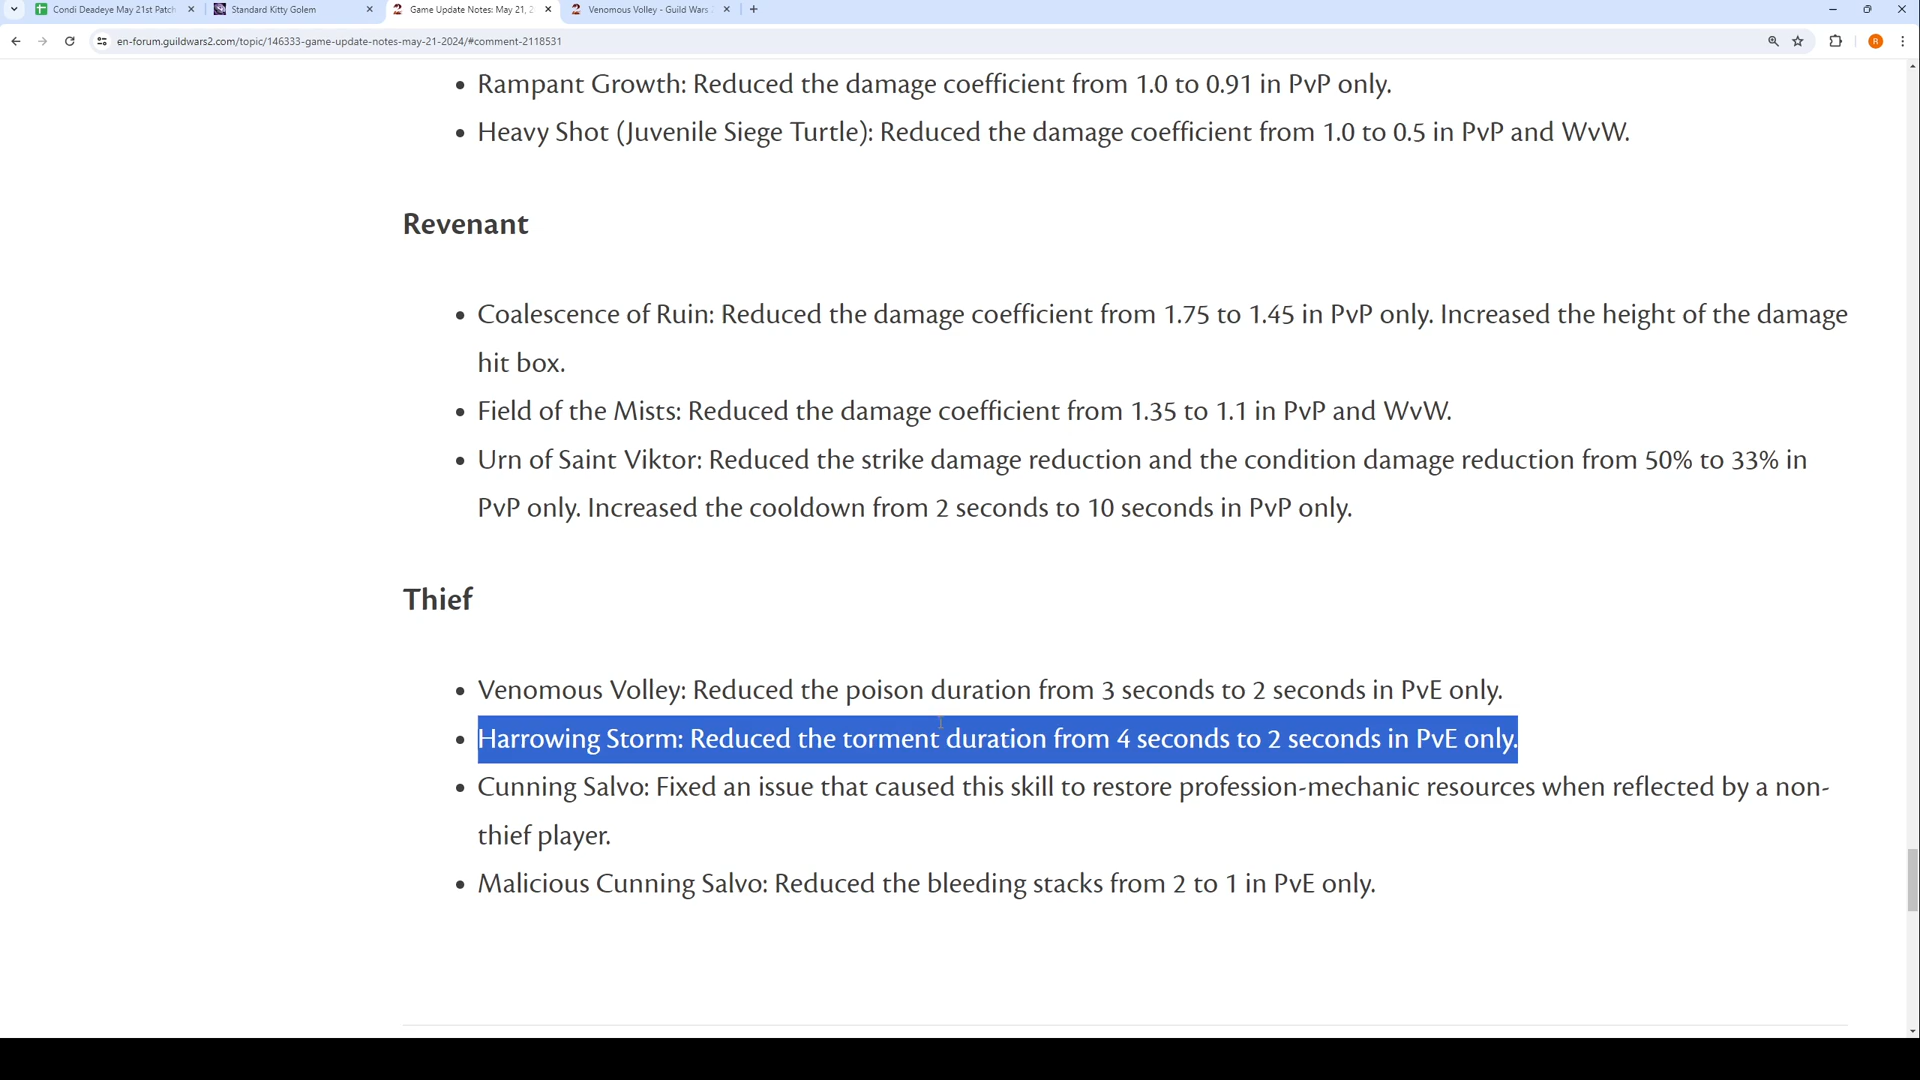 Condi Deadeye May 21st Patch
Standard Kitty Golem
Game Update Notes: May 21, 2
Venomous Volley - Guild Wars
en-forum.guildwars2.com/topic/146333-game-update-notes-may-21-2024/#comment-2118531
R
• Rampant Growth: Reduced the damage coefficient from 1.0 to 0.91 in PvP only.
• Heavy Shot (Juvenile Siege Turtle): Reduced the damage coefficient from 1.0 to 0.5 in PvP and WvW.
Revenant
• Coalescence of Ruin: Reduced the damage coefficient from 1.75 to 1.45 in PvP only. Increased the height of the damage
hit box.
• Field of the Mists: Reduced the damage coefficient from 1.35 to 1.1 in PvP and WvW.
• Urn of Saint Viktor: Reduced the strike damage reduction and the condition damage reduction from 50% to 33% in
PvP only. Increased the cooldown from 2 seconds to 10 seconds in PvP only.
Thief
• Venomous Volley: Reduced the poison duration from 3 seconds to 2 seconds in PvE only.
• Harrowing Storm: Reduced the torment duration from 4 seconds to 2 seconds in PvE only.
• Cunning Salvo: Fixed an issue that caused this skill to restore profession-mechanic resources when reflected by a non-
thief player.
• Malicious Cunning Salvo: Reduced the bleeding stacks from 2 to 1 in PvE only.